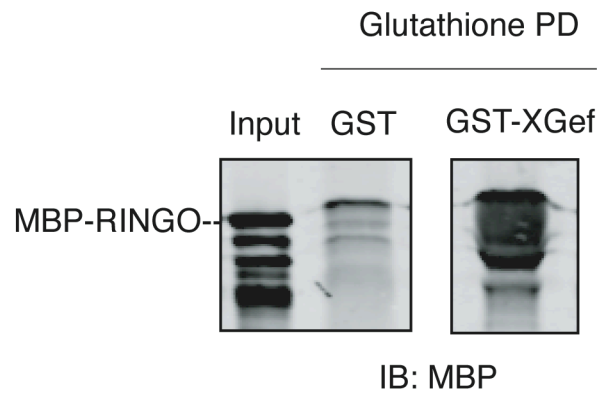 Glutathione PD
Input GST GST-XGef
MBP-RINGO--
IB: MBP